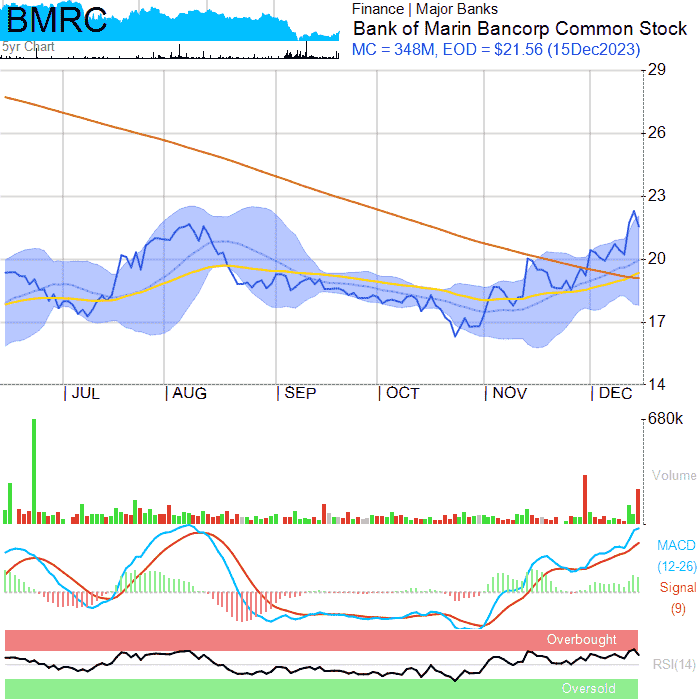 BMRC
5yr Chart
Finance | Major Banks
Bank of Marin Bancorp Common Stock
MC = 348M, EOD = $21.56 (15Dec2023)
29
26
23
20
17
14
JUL AUG SEP OCT NOV DEC
680k
Volume
MACD
(12-26)
Signal
(9)
Overbought
RSI(14)
Oversold